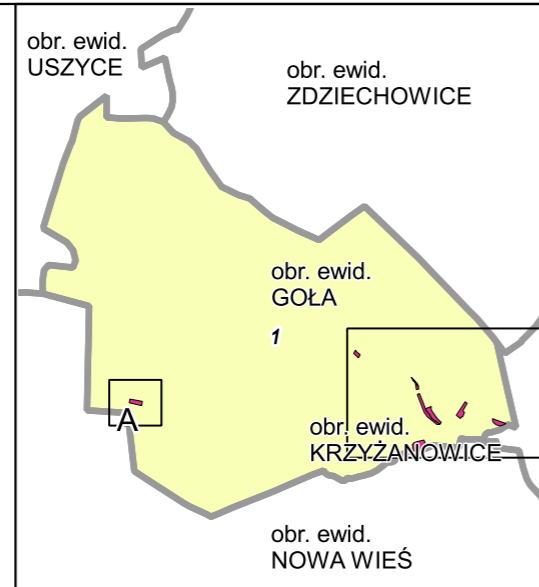 obr. ewid.
USZYCE
obr. ewid.
ZDZIECHOWICE
obr. ewid.
GOŁA
1
A
obr. ewid.
KRZYŻANOWICE
obr. ewid.
NOWA WIEŚ